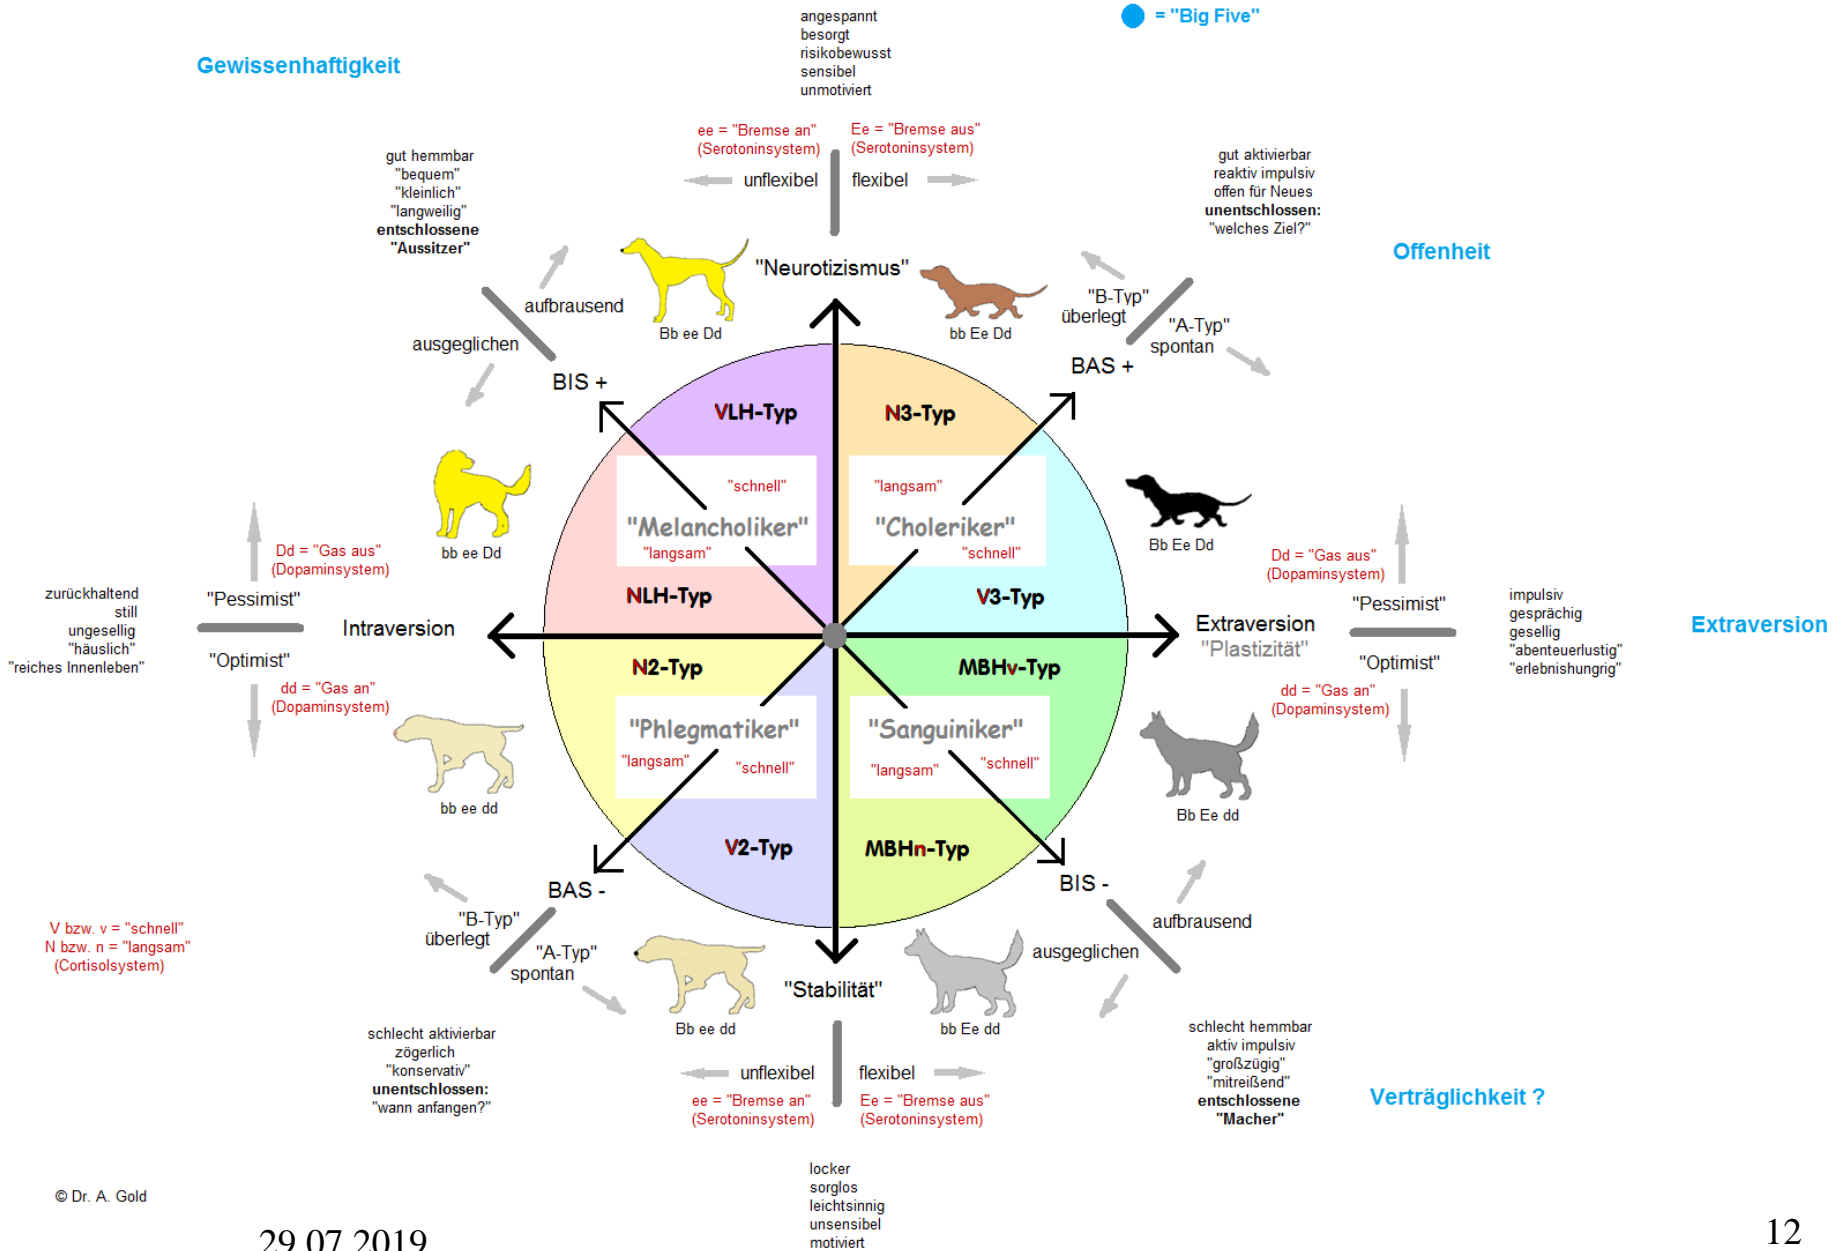 angespannt
besorgt
risikobewusst
sensibel
unmotiviert
= "Big Five"
Gewissenhaftigkeit
ee = "Bremse an"
(Serotoninsystem)
Ee = "Bremse aus"
(Serotoninsystem)
unflexibel
flexibel
gut hemmbar
"bequem"
"kleinlich"
"langweilig"
entschlossene
"Aussitzer"
gut aktivierbar
reaktiv impulsiv
offen für Neues
unentschlossen:
"welches Ziel?"
Offenheit
"Neurotizismus"
aufbrausend
ausgeglichen
BIS +
Bb ee Dd
bb Ee Dd
"B-Typ"
überlegt
"A-Typ"
spontan
BAS +
VLH-Typ
N3-Typ
"schnell"
"Melancholiker"
"langsam"
"langsam"
"Choleriker"
"schnell"
NLH-Typ
V3-Typ
bb ee Dd
Bb Ee Dd
Dd = "Gas aus"
(Dopaminsystem)
"Pessimist"
zurückhaltend
still
ungesellig
"häuslich"
"reiches Innenleben"
"Optimist"
dd = "Gas an"
(Dopaminsystem)
Intraversion
Extraversion
"Plastizität"
Dd = "Gas aus"
(Dopaminsystem)
"Pessimist"
"Optimist"
dd = "Gas an"
(Dopaminsystem)
impulsiv
gesprächig
gesellig
"abenteuerlustig"
"erlebnishungrig"
Extraversion
N2-Typ
MBHv-Typ
"Phlegmatiker"
"langsam"
"schnell"
"Sanguiniker"
"langsam"
"schnell"
V2-Typ
MBHn-Typ
bb ee dd
Bb Ee dd
BAS -
BIS -
"B-Typ"
überlegt
"A-Typ"
spontan
aufbrausend
ausgeglichen
V bzw. v = "schnell"
N bzw. n = "langsam"
(Cortisolsystem)
"Stabilität"
Bb ee dd
bb Ee dd
schlecht aktivierbar
zögerlich
"konservativ"
unentschlossen:
"wann anfangen?"
unflexibel
flexibel
ee = "Bremse an"
(Serotoninsystem)
Ee = "Bremse aus"
(Serotoninsystem)
schlecht hemmbar
aktiv impulsiv
"großzügig"
"mitreißend"
entschlossene
"Macher"
Verträglichkeit ?
locker
sorglos
leichtsinnig
unsensibel
motiviert
© Dr. A. Gold
29.07.2019
12